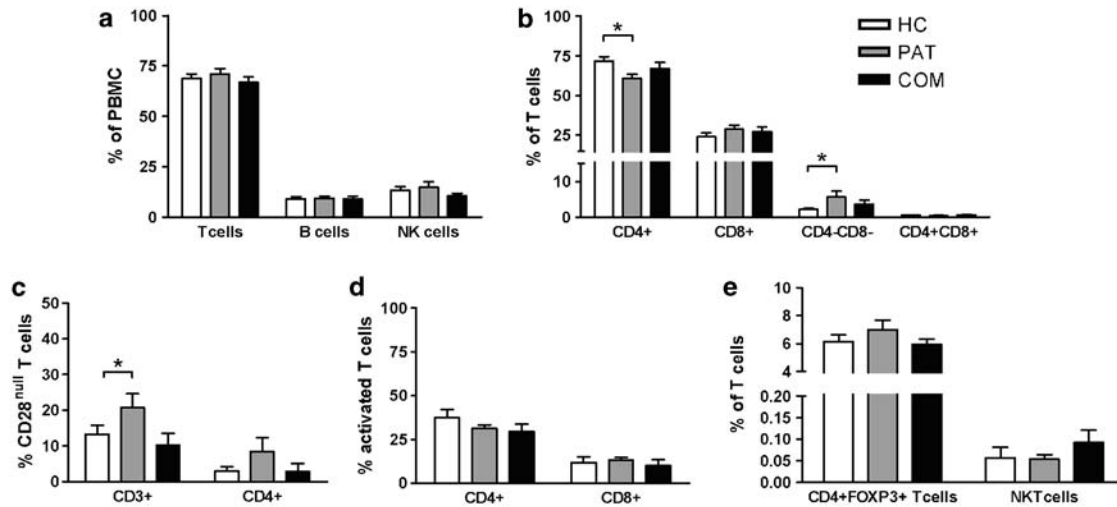 a
% of PBMC
100
75
50
25
0
Tcells B cells NK cells
b
% of T cells
100
75
50
25
10
5
0
*
*
CD4+ CD8+ CD4-CD8- CD4+CD8+
HC
PAT
COM
c
% CD28null T cells
50
40
30
20
10
0
*
CD3+ CD4+
d
% activated T cells
100
75
50
25
0
CD4+ CD8+
e
% of T cells
10
8
6
4
0.20
0.15
0.10
0.05
0.00
CD4+FOXP3+ Tcells NKTcells